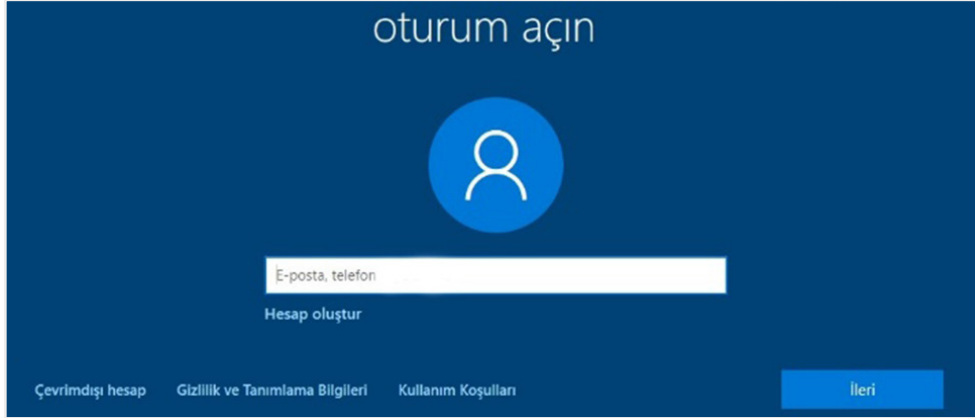 oturum açın
E-posta, telefon
Hesap oluştur
Çevrimdışı hesap Gizlilik ve Tanımlama Bilgileri Kullanım Koşulları İleri